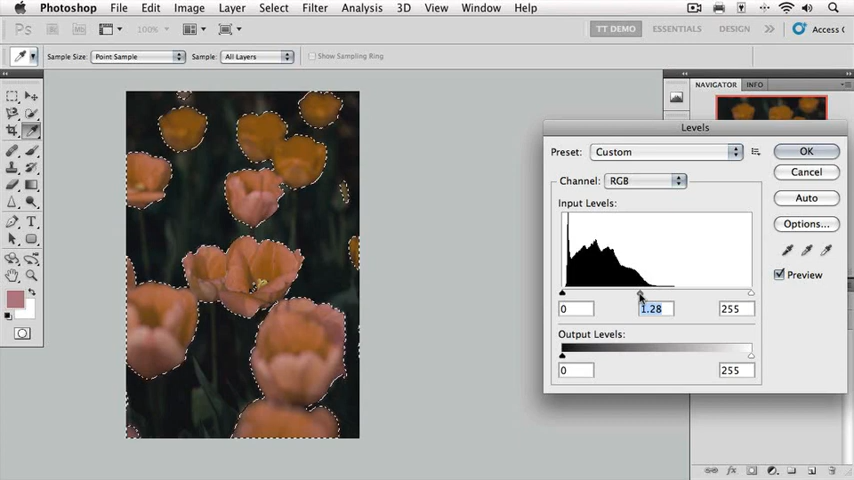 Photoshop File Edit Image Layer Select Filter Analysis 3D View Window Help
Ps 100% TT DEMO ESSENTIALS DESIGN Access C
Sample Size: Point Sample Sample: All Layers Show Sampling Ring
NAVIGATOR INFO
Levels
Preset: Custom OK
Cancel
Channel: RGB
Auto
Input Levels:
Options...
Preview
0 1.28 255
Output Levels:
0 255
fx